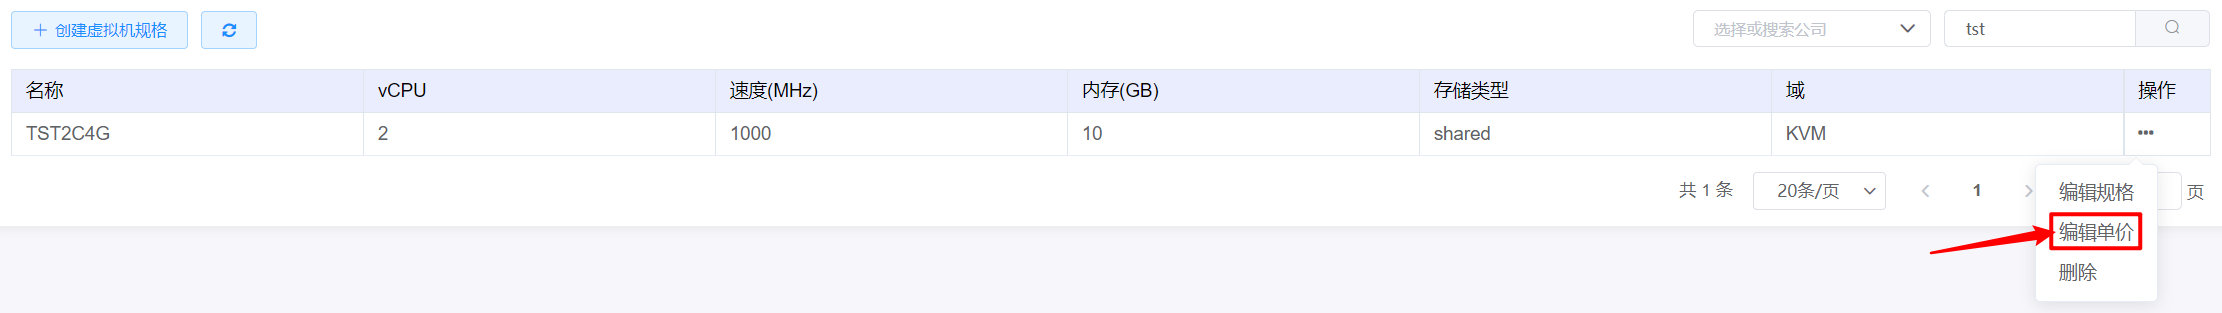 创建虚拟机规格 选择或搜索公司 tst
名称 vCPU 速度(MHz) 内存(GB) 存储类型 域 操作
TST2C4G 2 1000 10 shared KVM
共 1 条 20条/页 1 页
编辑规格
编辑单价
删除